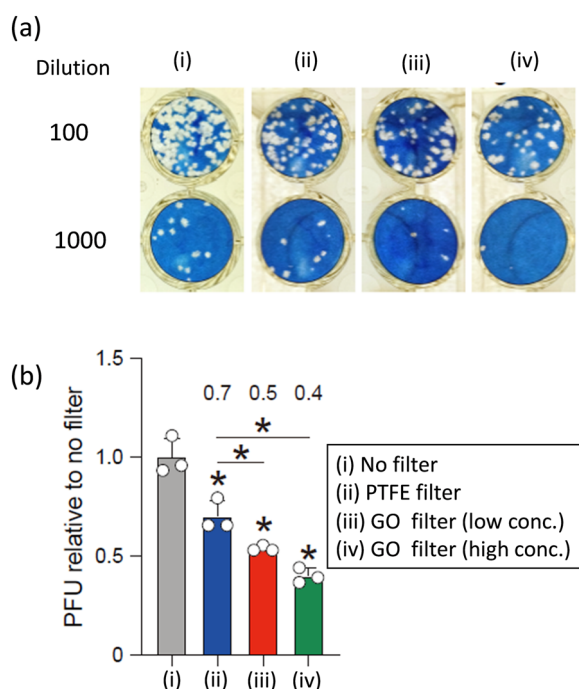 (a)
Dilution (i) (ii) (iii) (iv)
100
1000
(b)
1.5
1.0
0.5
0
PFU relative to no filter
0.7 0.5 0.4
*
*
* * *
(i) (ii) (iii) (iv)
(i) No filter
(ii) PTFE filter
(iii) GO filter (low conc.)
(iv) GO filter (high conc.)